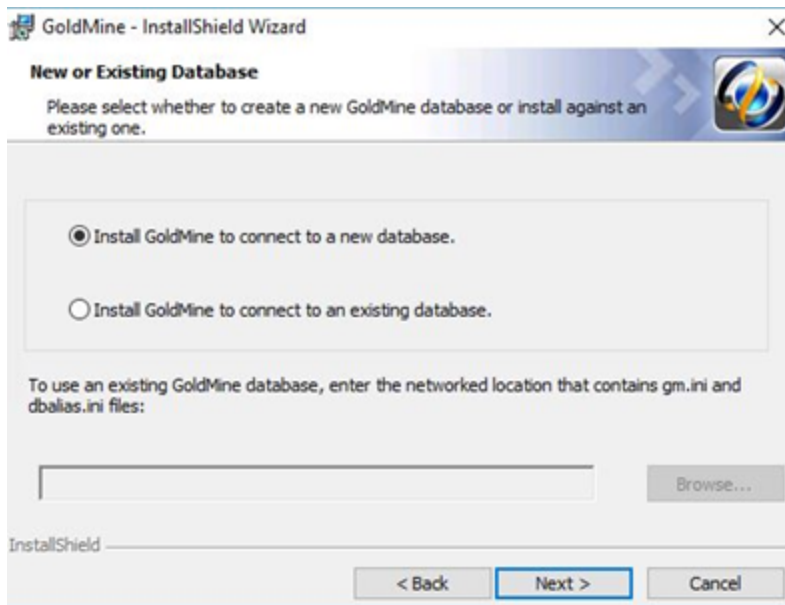 GoldMine - InstallShield Wizard
New or Existing Database
Please select whether to create a new GoldMine database or install against an
existing one.
Install GoldMine to connect to a new database.
Install GoldMine to connect to an existing database.
To use an existing GoldMine database, enter the networked location that contains gm.ini and
dbalias.ini files:
Browse...
InstallShield
< Back
Next >
Cancel